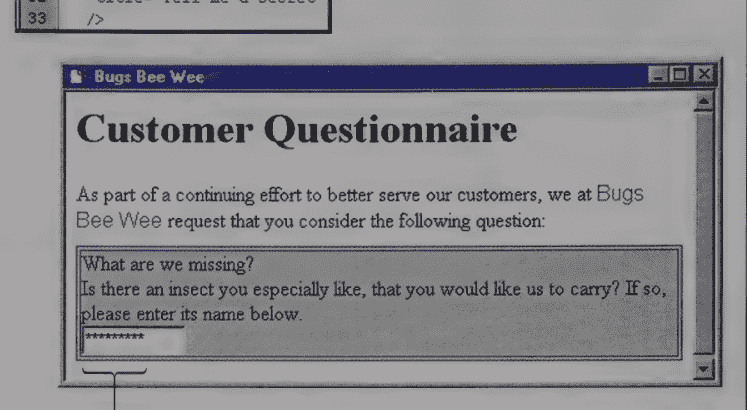 33 />
Bugs Bee Wee
Customer Questionnaire
As part of a continuing effort to better serve our customers, we at Bugs
Bee Wee request that you consider the following question:
What are we missing?
Is there an insect you especially like, that you would like us to carry? If so,
please enter its name below.
*********